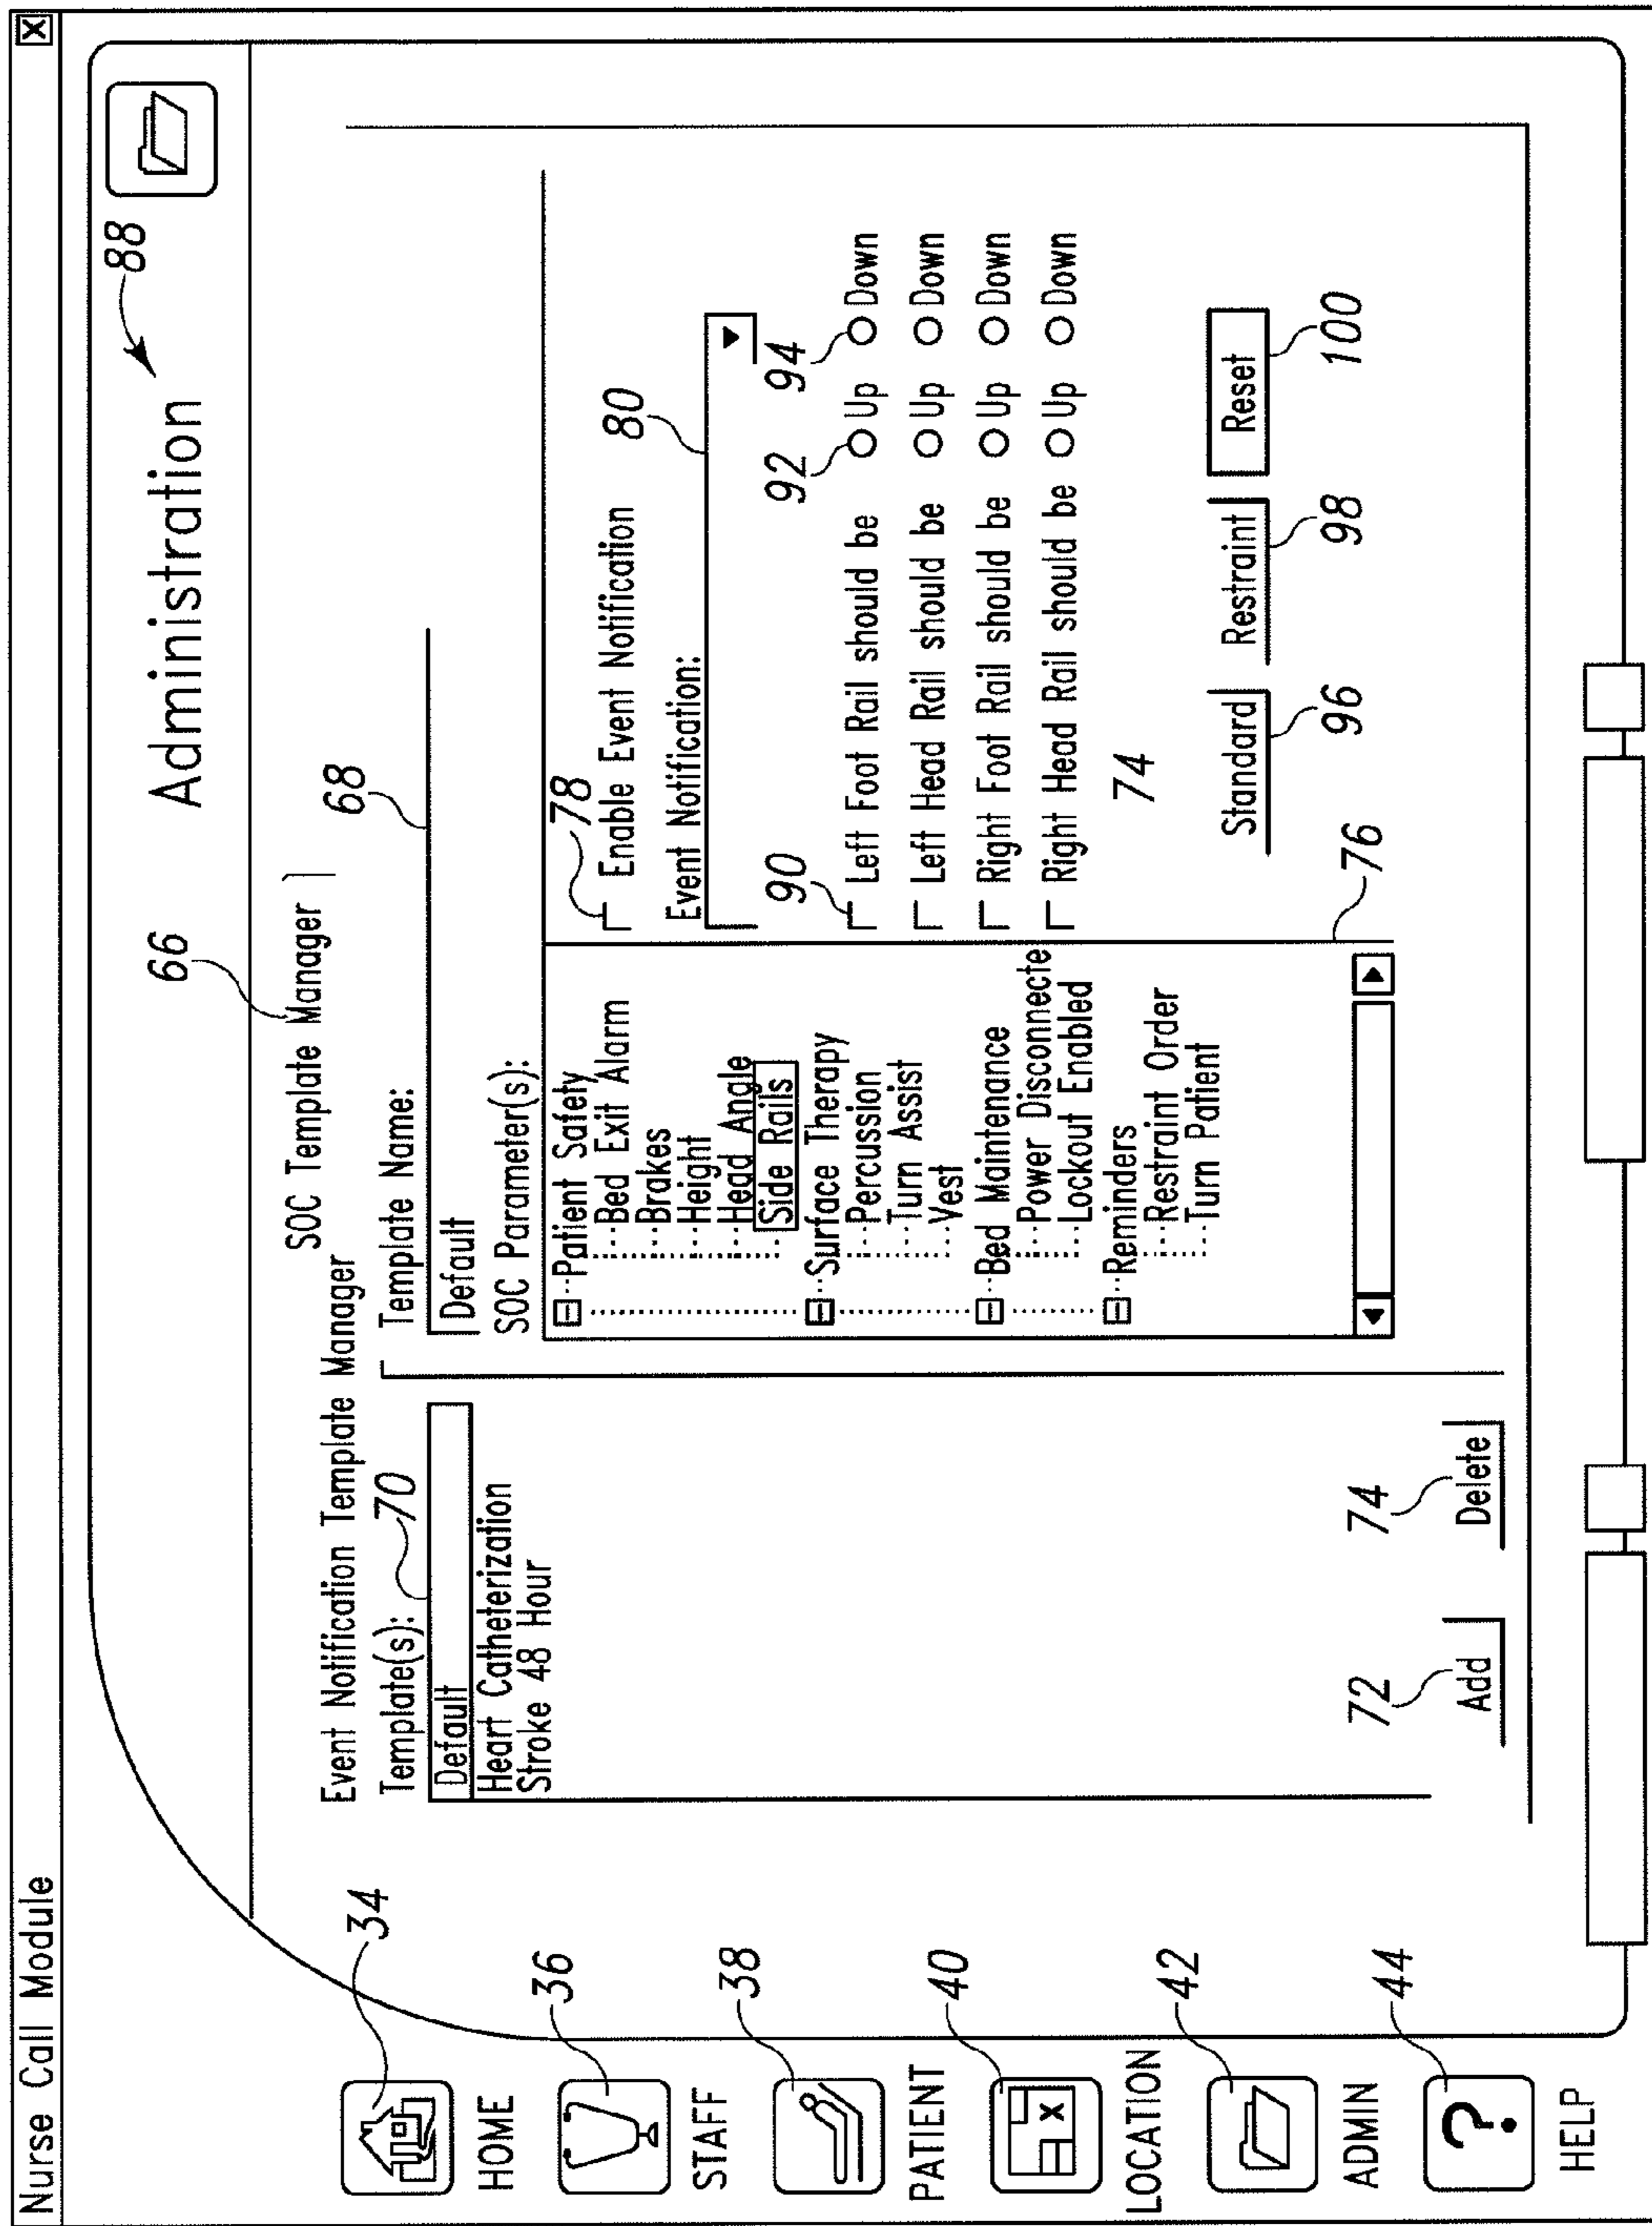 Nurse Call Module X
Administration 88
66
SOC Template Manager
Event Notification Template Manager
Template(s): 70
Default
Heart Catheterization
Stroke 48 Hour
72
Add
74
Delete
Template Name: 68
Default
SOC Parameter(s):
Patient Safety
Bed Exit Alarm
Brakes
Height
Head Angle
Side Rails
Surface Therapy
Percussion
Turn Assist
Vest
Bed Maintenance
Power Disconnecte
Lockout Enabled
Reminders
Restraint Order
Turn Patient
76
78
Enable Event Notification
Event Notification: 80
90 92 94
Left Foot Rail should be Up Down
Left Head Rail should be Up Down
Right Foot Rail should be Up Down
Right Head Rail should be Up Down
74
Standard Restraint Reset
96 98 100
34
HOME
36
STAFF
38
PATIENT
40
X
LOCATION
42
ADMIN
44
?
HELP